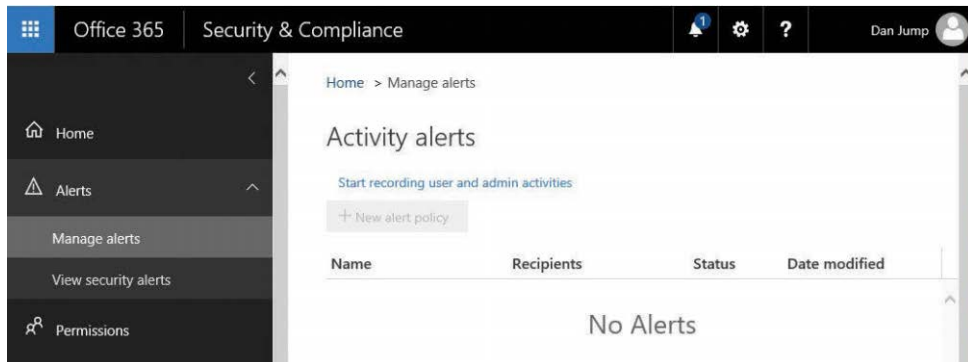 Office 365 Security & Compliance 1 ? Dan Jump
Home > Manage alerts
Activity alerts
Home
Start recording user and admin activities
Alerts
+ New alert policy
Manage alerts
Name Recipients Status Date modified
View security alerts
No Alerts
Permissions